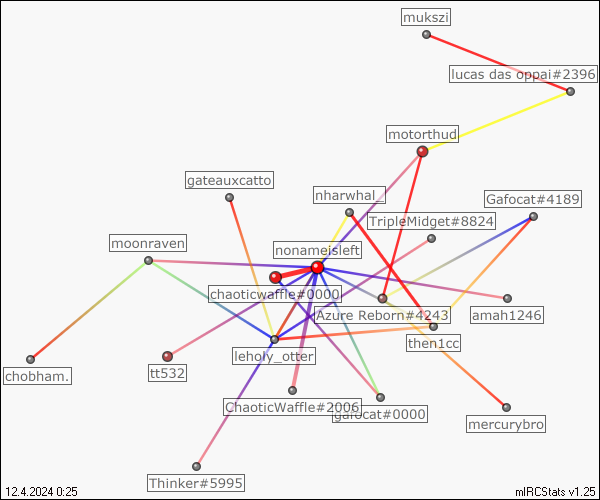 mukszi
lucas das oppai#2396
motorthud
gateauxcatto
nharwhal_
Gafocat#4189
TripleMidget#8824
moonraven
nonameisleft
chaoticwaffle#0000
Azure Reborn#4243
amah1246
then1cc
leholy_otter
chobham.
tt532
ChaoticWaffle#2006
gafocat#0000
mercurybro
Thinker#5995
12.4.2024 0:25
mIRCStats v1.25